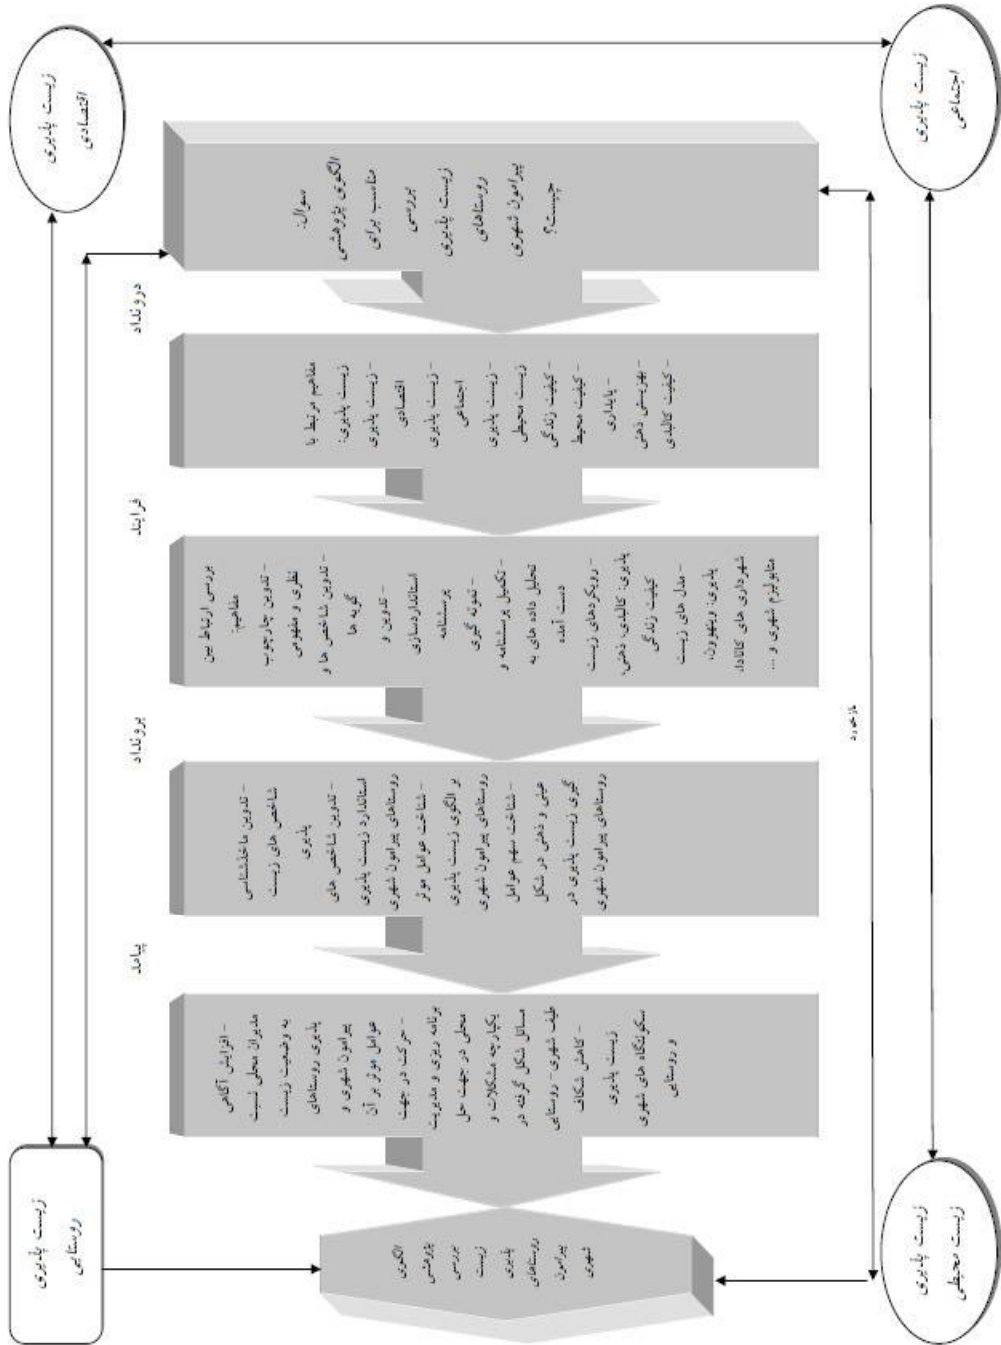 زیست پذیری
اقتصادی
زیست پذیری
اجتماعی
سوال:
الگوی پژوهشی
مناسب برای
بررسی
زیست پذیری
روستاهای
پیرامون شهری
چیست؟
درونداد
مفاهیم مرتبط با
زیست پذیری:
- زیست پذیری
اقتصادی
- زیست پذیری
اجتماعی
- زیست پذیری
زیست محیطی
- کیفیت زندگی
- کیفیت محیط
- پایداری
- بهزیستی ذهنی
- کیفیت کالبدی
فرایند
بررسی ارتباط بین
مفاهیم:
- تدوین چارچوب
نظری و مفهومی
- تدوین شاخص ها و
گویه ها
- تدوین و
استانداردسازی
پرسشنامه
- نمونه گیری
- تکمیل پرسشنامه و
تحلیل داده های به
دست آمده
- رویکردهای زیست
پذیری: کالبدی، ذهنی،
کیفیت زندگی
- مدل های زیست
پذیری: ونهوون،
شهرداری های کانادا،
متابولیزم شهری و ...
برونداد
- تدوین ماخذشناسی
شاخص های زیست
پذیری
- تدوین شاخص های
استاندارد زیست پذیری
روستاهای پیرامون شهری
- شناخت عوامل موثر
بر الگوی زیست پذیری
روستاهای پیرامون شهری
- شناخت سهم عوامل
عینی و ذهنی در شکل
گیری زیست پذیری در
روستاهای پیرامون شهری
پیامد
- افزایش آگاهی
مدیران محلی نسبت
به وضعیت زیست
پذیری روستاهای
پیرامون شهری و
عوامل موثر بر آن
- حرکت در جهت
برنامه ریزی و مدیریت
محلی در جهت حل
یکپارچه مشکلات و
مسائل شکل گرفته در
طیف شهری - روستایی
- کاهش شکاف
زیست پذیری
سکونتگاه های شهری
و روستایی
بازخورد
الگوی
پژوهشی
بررسی
زیست
پذیری
روستاهای
پیرامون
شهری
زیست پذیری
روستایی
زیست پذیری
زیست محیطی